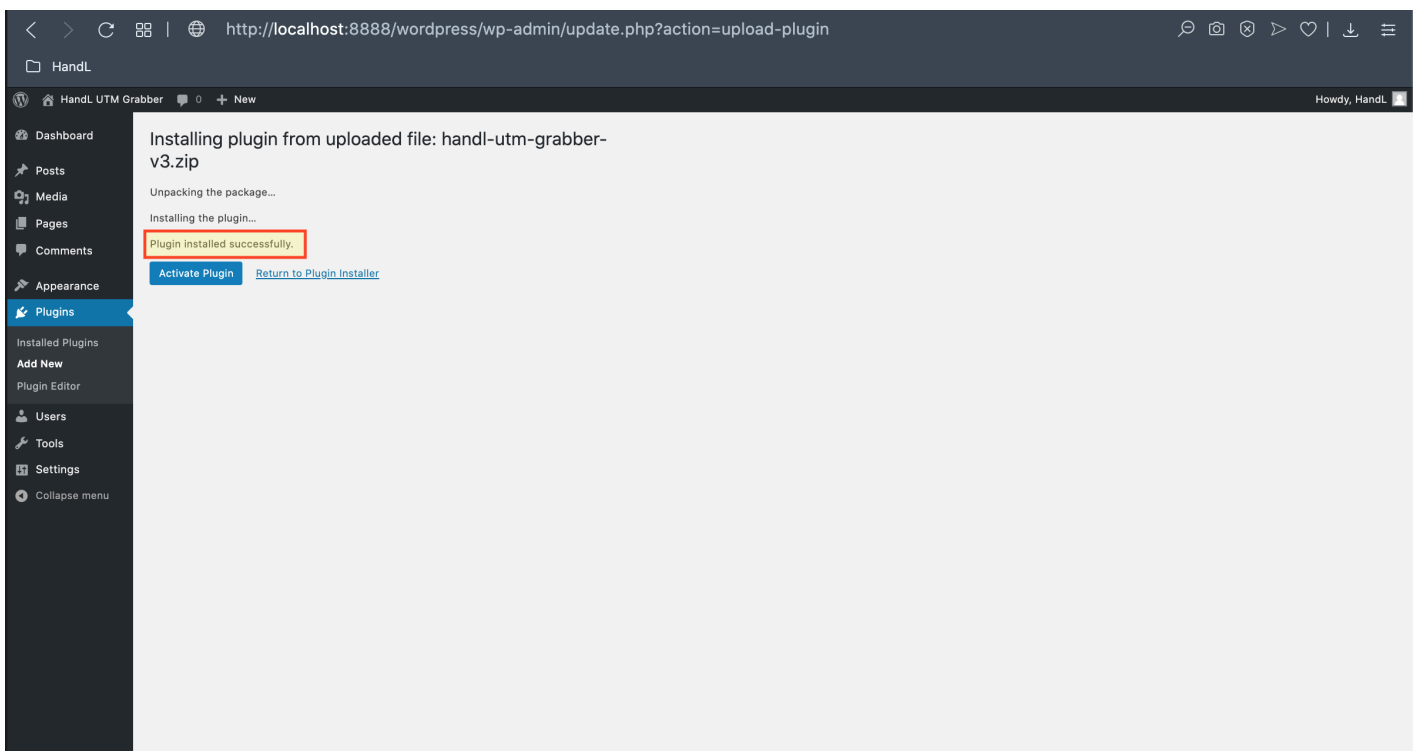 http://localhost:8888/wordpress/wp-admin/update.php?action=upload-plugin
HandL
HandL UTM Grabber 0 + New Howdy, HandL
Dashboard
Posts
Media
Pages
Comments
Appearance
Plugins
Installed Plugins
Add New
Plugin Editor
Users
Tools
Settings
Collapse menu
Installing plugin from uploaded file: handl-utm-grabber-
v3.zip
Unpacking the package…
Installing the plugin…
Plugin installed successfully.
Activate Plugin Return to Plugin Installer